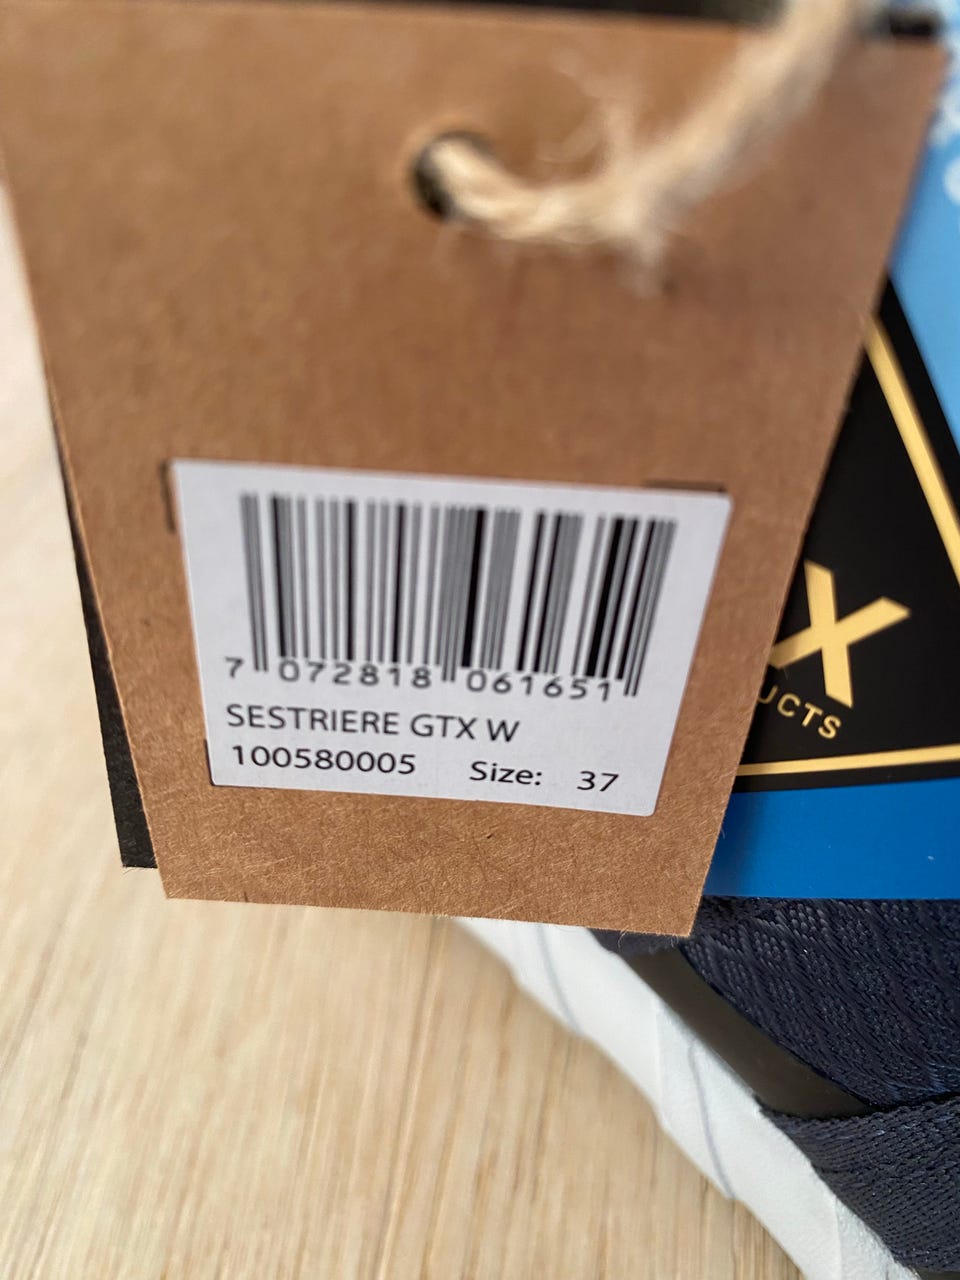 7 072818 061651
SESTRIERE GTX W
100580005 Size: 37
X
UCTS